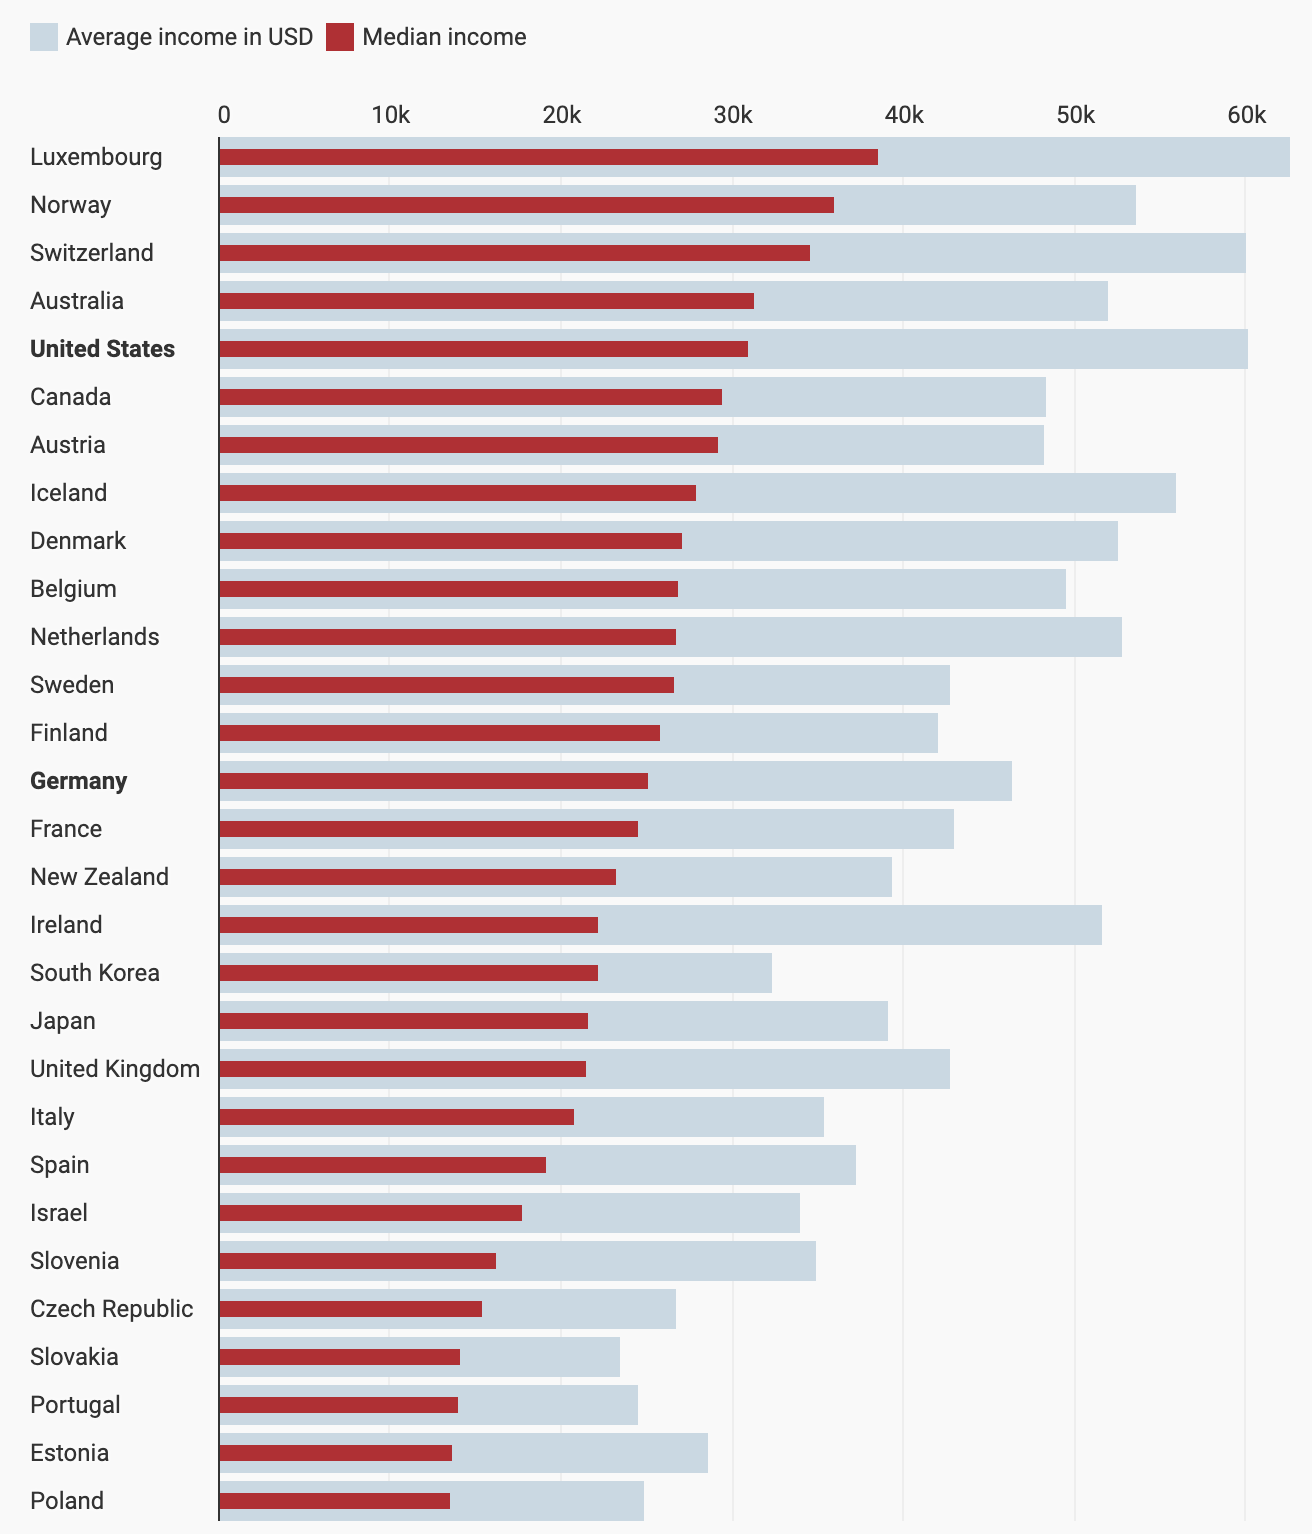 Average income in USD Median income
0 10k 20k 30k 40k 50k 60k
Luxembourg
Norway
Switzerland
Australia
United States
Canada
Austria
Iceland
Denmark
Belgium
Netherlands
Sweden
Finland
Germany
France
New Zealand
Ireland
South Korea
Japan
United Kingdom
Italy
Spain
Israel
Slovenia
Czech Republic
Slovakia
Portugal
Estonia
Poland